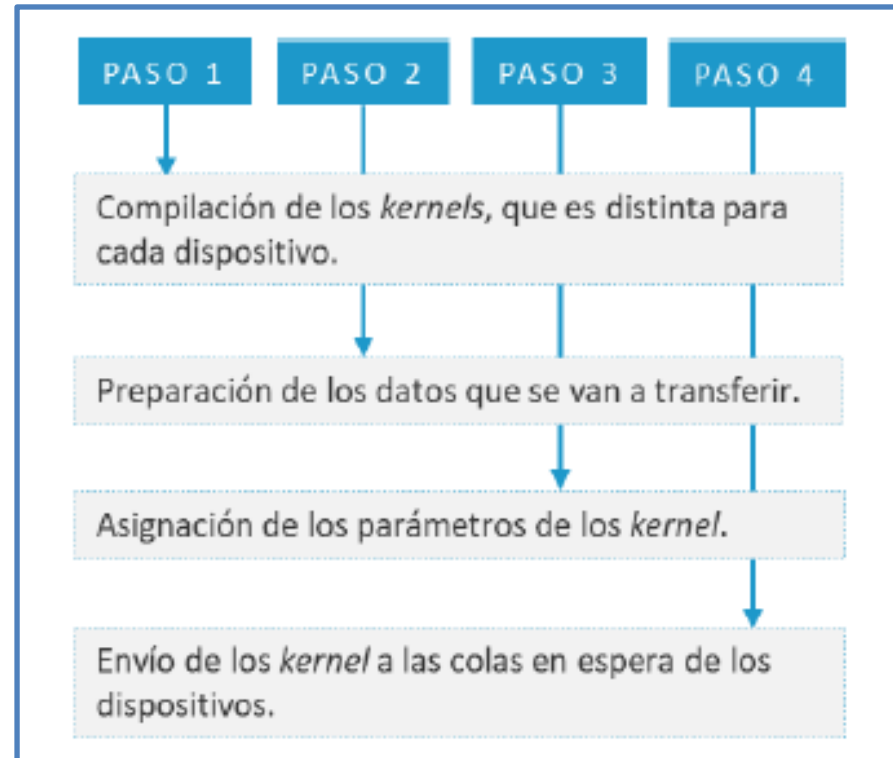 PASO 1
PASO 2
PASO 3
PASO 4
Compilación de los kernels, que es distinta para
cada dispositivo.
Preparación de los datos que se van a transferir.
Asignación de los parámetros de los kernel.
Envío de los kernel a las colas en espera de los
dispositivos.